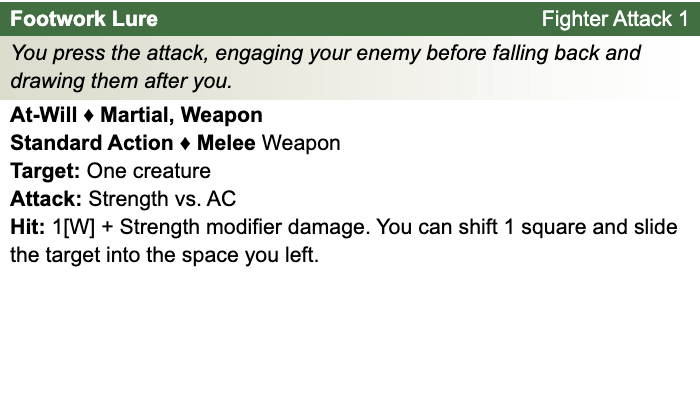 Footwork Lure Fighter Attack 1
You press the attack, engaging your enemy before falling back and
drawing them after you.
At-Will ♦ Martial, Weapon
Standard Action ♦ Melee Weapon
Target: One creature
Attack: Strength vs. AC
Hit: 1[W] + Strength modifier damage. You can shift 1 square and slide
the target into the space you left.